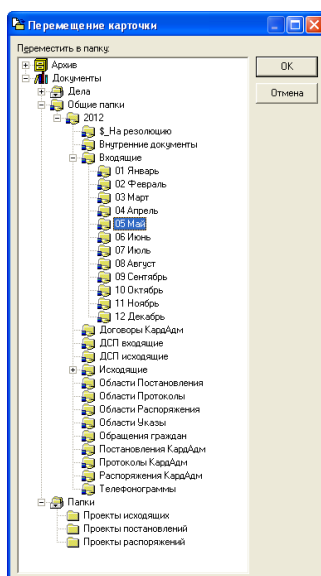 Перемещение карточки
Переместить в папку:
Архив
Документы
Дела
Общие папки
2012
$_На резолюцию
Внутренние документы
Входящие
01 Январь
02 Февраль
03 Март
04 Апрель
05 Май
06 Июнь
07 Июль
08 Август
09 Сентябрь
10 Октябрь
11 Ноябрь
12 Декабрь
Договоры КардАдм
ДСП входящие
ДСП исходящие
Исходящие
Области Постановления
Области Протоколы
Области Распоряжения
Области Указы
Обращения граждан
Постановления КардАдм
Протоколы КардАдм
Распоряжения КардАдм
Телефонограммы
Папки
Проекты исходящих
Проекты постановлений
Проекты распоряжений
OK
Отмена